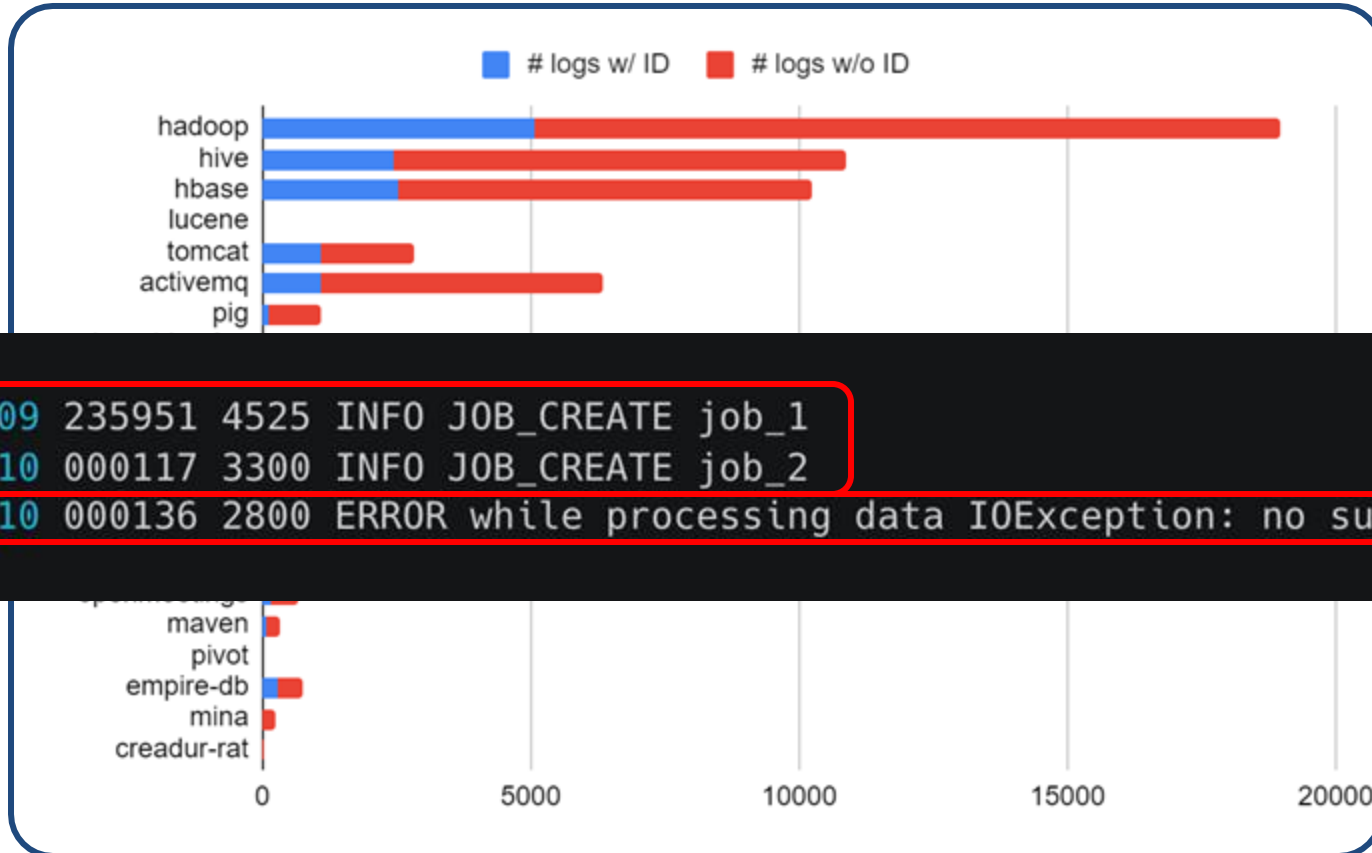 # logs w/ ID # logs w/o ID
hadoop
hive
hbase
lucene
tomcat
activemq
pig
09 235951 4525 INFO JOB_CREATE job_1
10 000117 3300 INFO JOB_CREATE job_2
10 000136 2800 ERROR while processing data IOException: no su
maven
pivot
empire-db
mina
creadur-rat
0 5000 10000 15000 20000